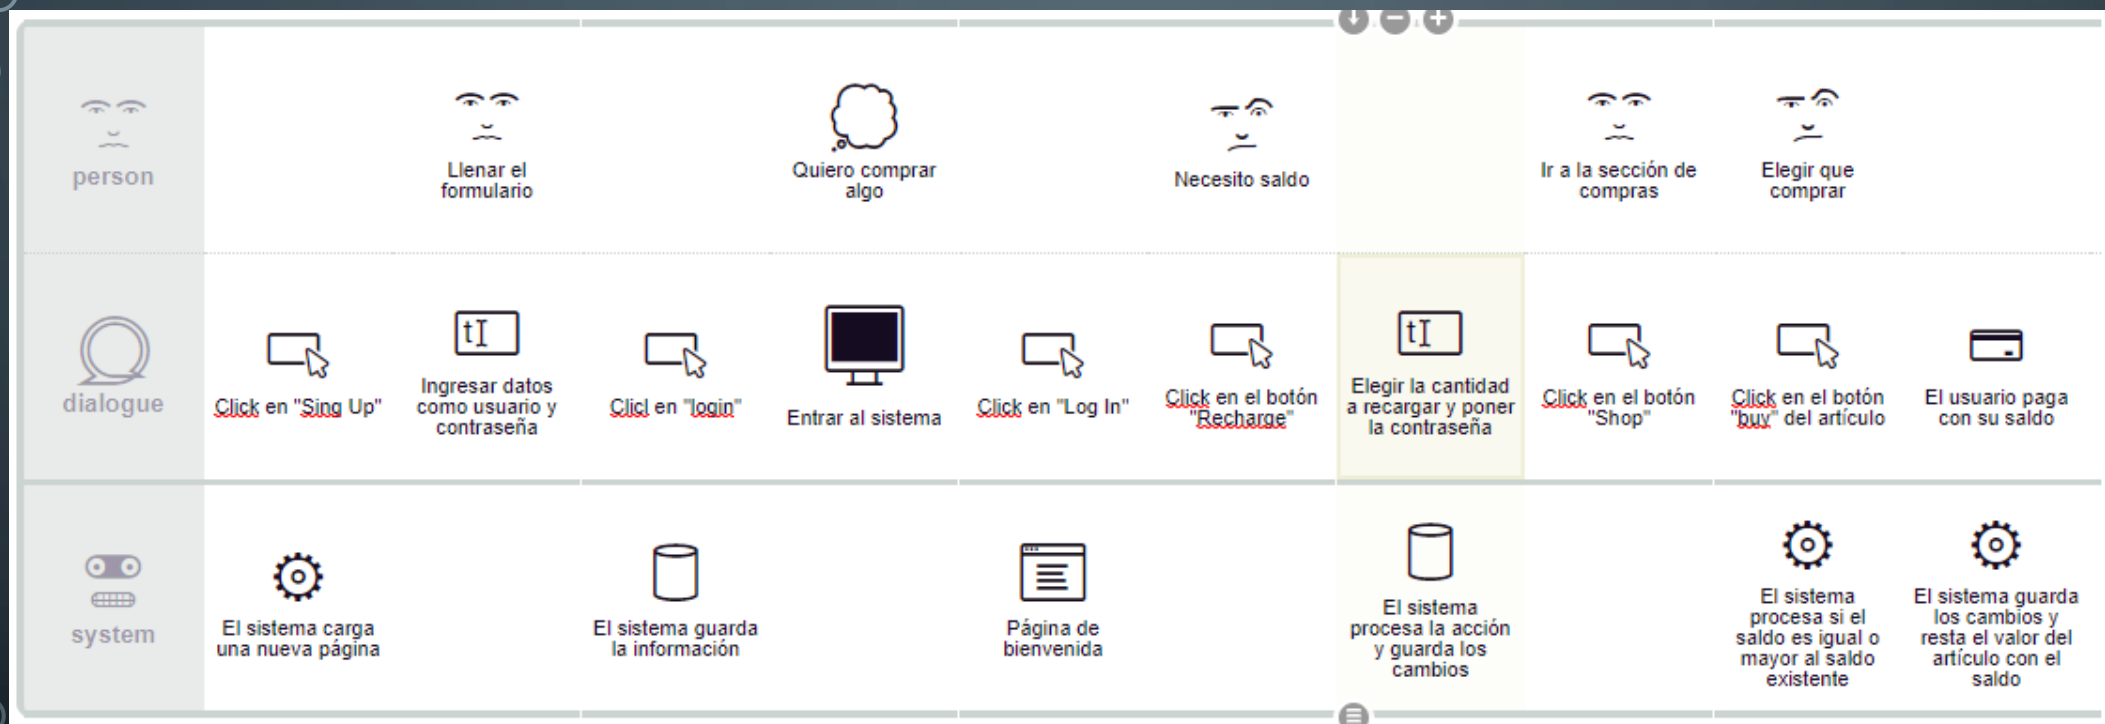 person
Llenar el
formulario
Quiero comprar
algo
Necesito saldo
Ir a la sección de
compras
Elegir que
comprar
dialogue
Click en "Sing Up"
tI
Ingresar datos
como usuario y
contraseña
Clicl en "login"
Entrar al sistema
Click en "Log In"
Click en el botón
"Recharge"
tI
Elegir la cantidad
a recargar y poner
la contraseña
Click en el botón
"Shop"
Click en el botón
"buy" del artículo
El usuario paga
con su saldo
system
El sistema carga
una nueva página
El sistema guarda
la información
Página de
bienvenida
El sistema
procesa la acción
y guarda los
cambios
El sistema
procesa si el
saldo es igual o
mayor al saldo
existente
El sistema guarda
los cambios y
resta el valor del
artículo con el
saldo